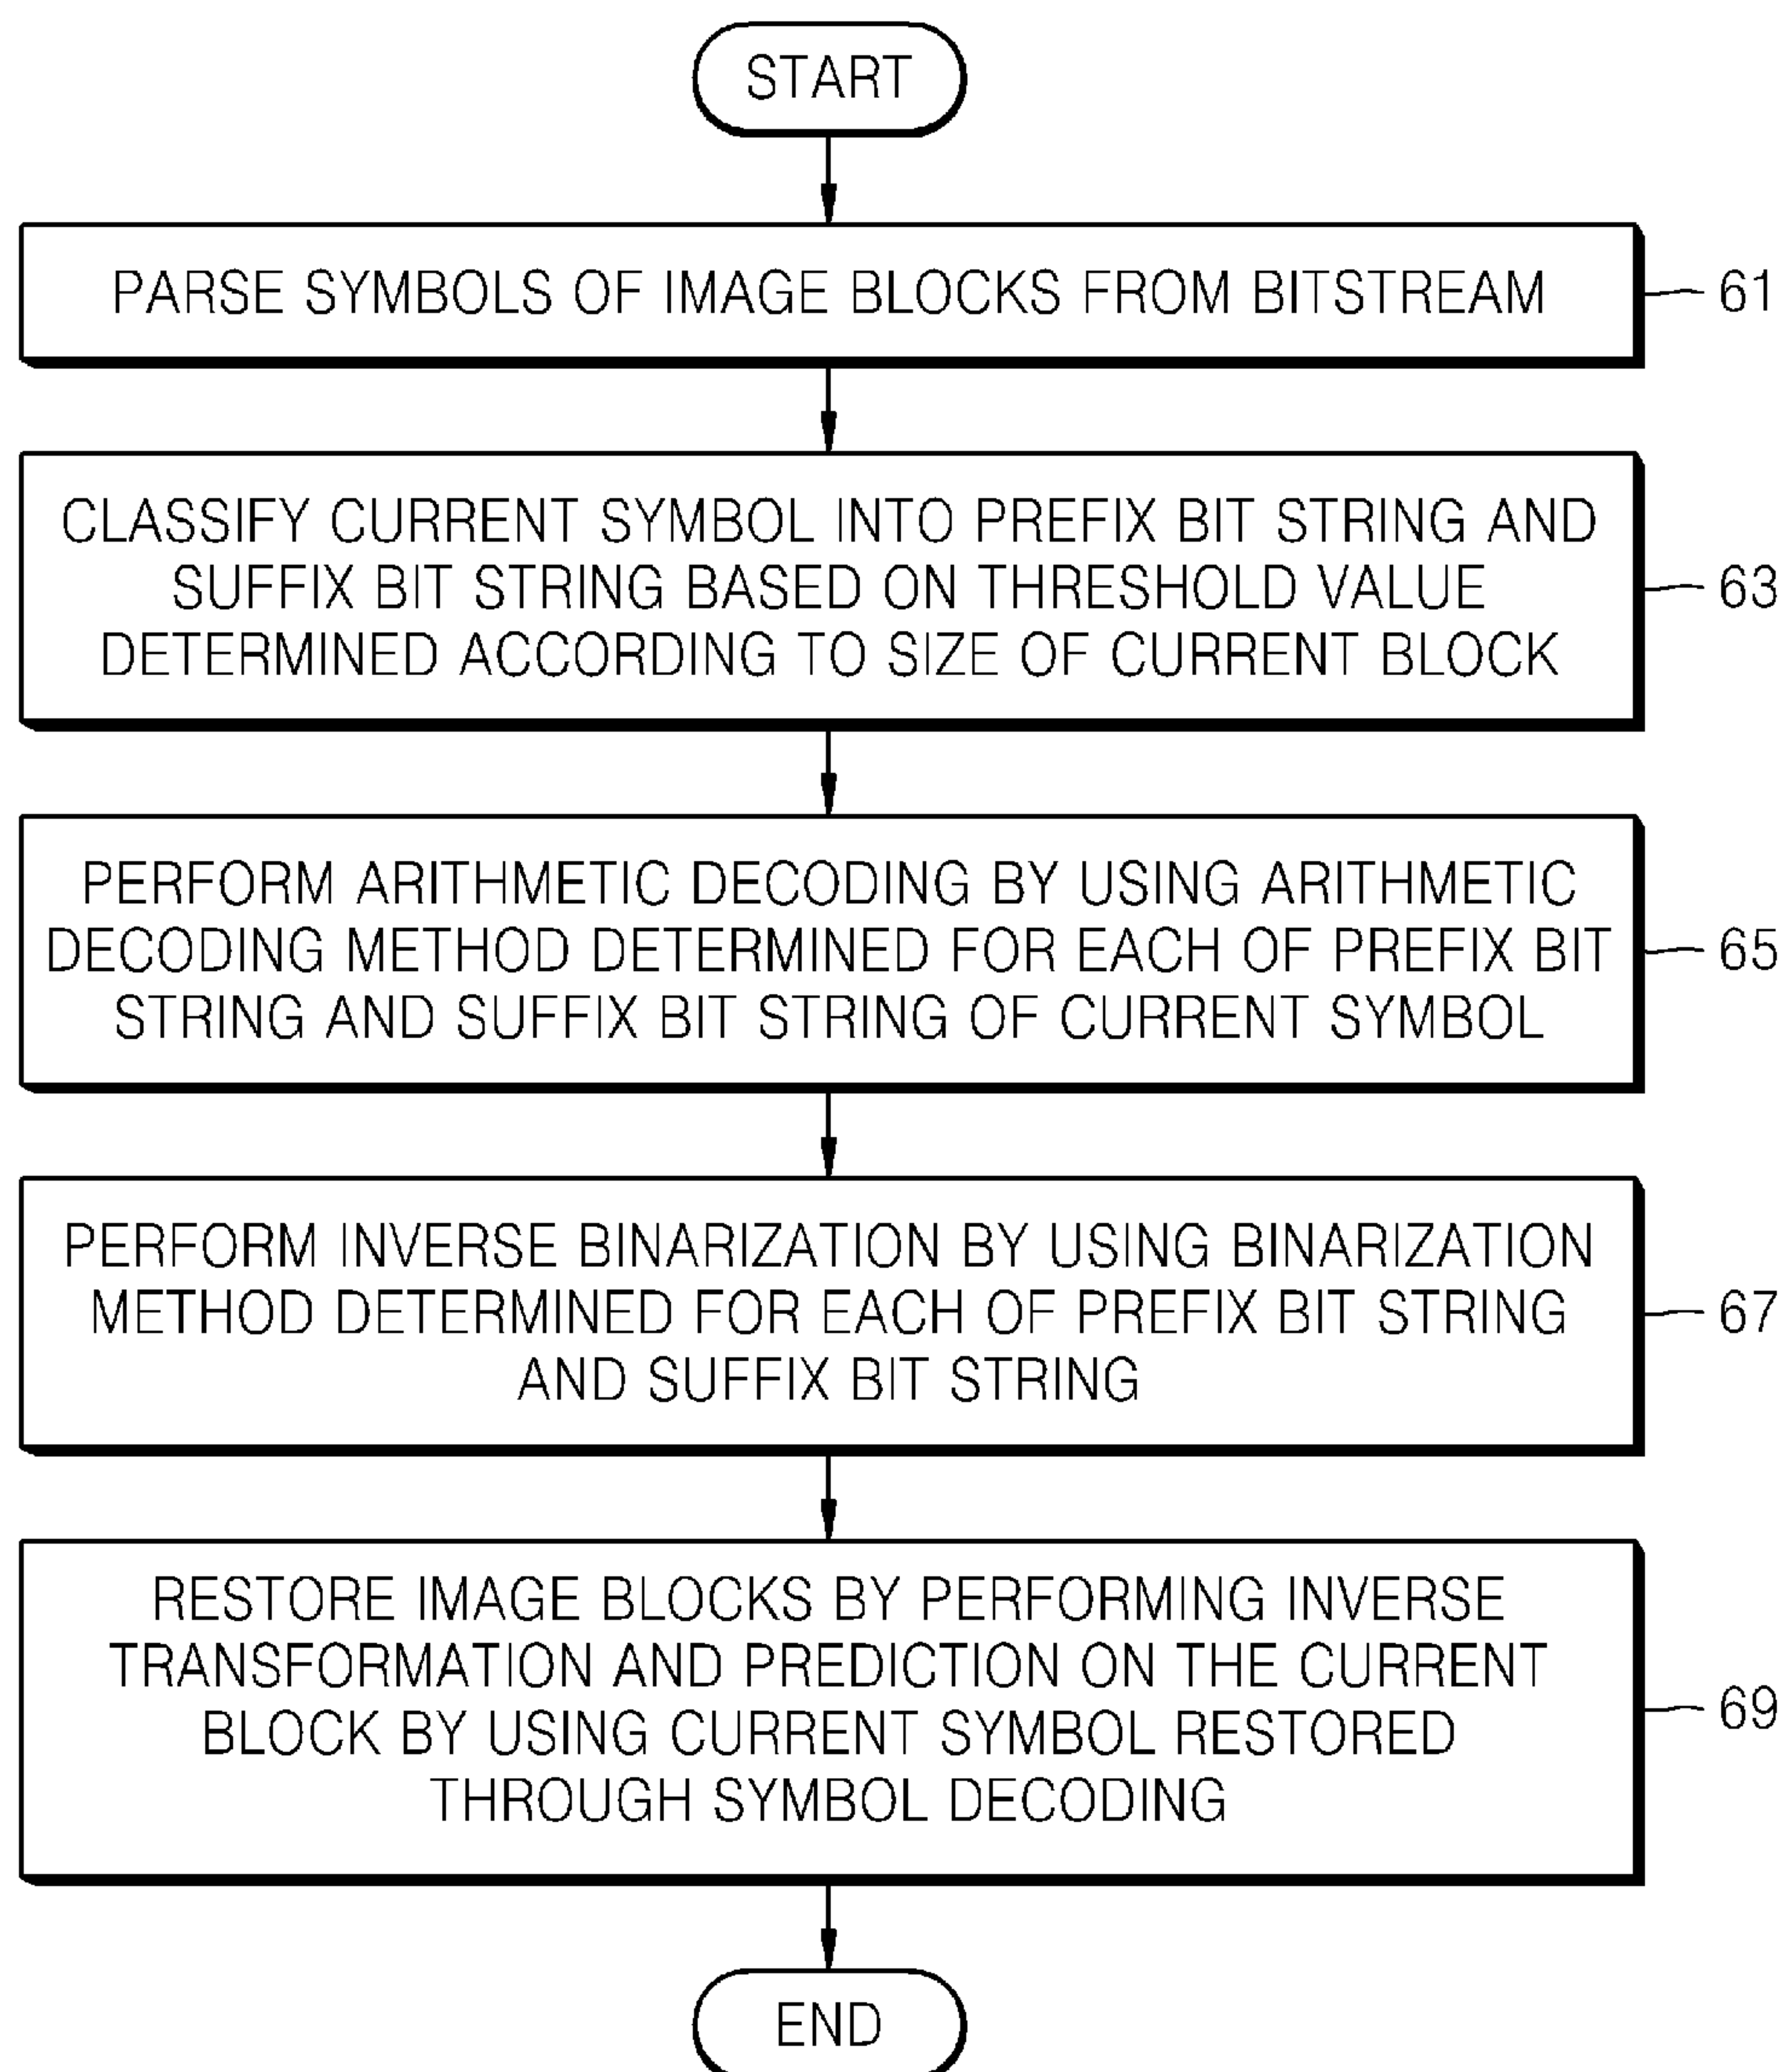 START
PARSE SYMBOLS OF IMAGE BLOCKS FROM BITSTREAM
61
CLASSIFY CURRENT SYMBOL INTO PREFIX BIT STRING AND
SUFFIX BIT STRING BASED ON THRESHOLD VALUE
DETERMINED ACCORDING TO SIZE OF CURRENT BLOCK
63
PERFORM ARITHMETIC DECODING BY USING ARITHMETIC
DECODING METHOD DETERMINED FOR EACH OF PREFIX BIT
STRING AND SUFFIX BIT STRING OF CURRENT SYMBOL
65
PERFORM INVERSE BINARIZATION BY USING BINARIZATION
METHOD DETERMINED FOR EACH OF PREFIX BIT STRING
AND SUFFIX BIT STRING
67
RESTORE IMAGE BLOCKS BY PERFORMING INVERSE
TRANSFORMATION AND PREDICTION ON THE CURRENT
BLOCK BY USING CURRENT SYMBOL RESTORED
THROUGH SYMBOL DECODING
69
END